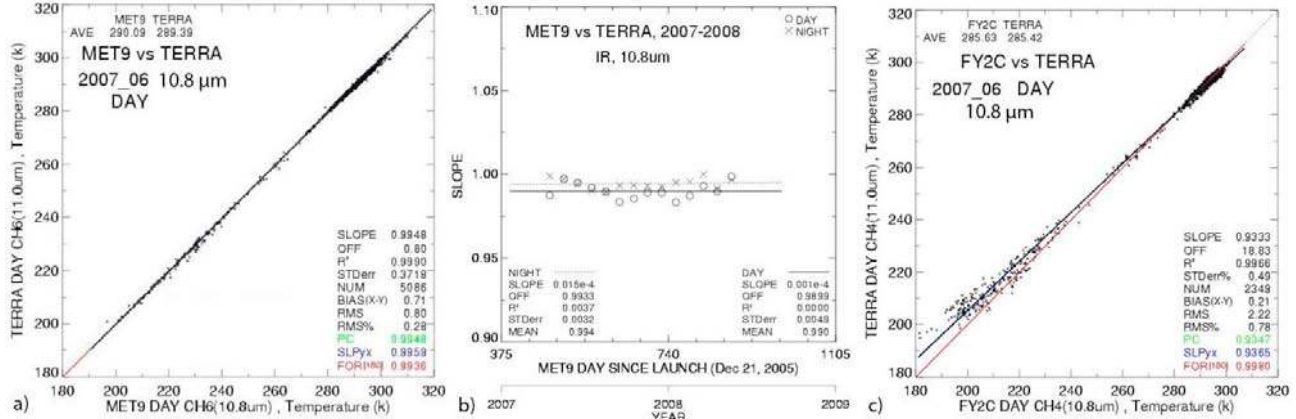 a)
MET9 TERRA
AVE 290.09 289.39
MET9 vs TERRA
2007_06 10.8 µm
DAY
TERRA DAY CH6(11.0um) , Temperature (k)
320
300
280
260
240
220
200
180
SLOPE 0.9948
OFF 0.80
R² 0.9990
STDerr 0.3718
NUM 5086
BIAS(X-Y) 0.71
RMS 0.80
RMS% 0.28
PC 0.9948
SLPyx 0.9959
FOR(180) 0.9936
180 200 220 240 260 280 300 320
MET9 DAY CH6(10.8um) , Temperature (k)
b)
1.10
1.05
1.00
0.95
0.90
SLOPE
MET9 vs TERRA, 2007-2008
IR, 10.8um
DAY
NIGHT
NIGHT
SLOPE 0.015e-4
OFF 0.9933
R² 0.0037
STDerr 0.0032
MEAN 0.994
DAY
SLOPE 0.001e-4
OFF 0.9899
R² 0.0000
STDerr 0.0048
MEAN 0.990
375 740 1105
MET9 DAY SINCE LAUNCH (Dec 21, 2005)
2007 2008 2009
YEAR
c)
FY2C TERRA
AVE 285.63 285.42
FY2C vs TERRA
2007_06 DAY
10.8 µm
TERRA DAY CH4(11.0um) , Temperature (k)
320
300
280
260
240
220
200
180
SLOPE 0.9333
OFF 18.83
R² 0.9966
STDerr% 0.49
NUM 2349
BIAS(X-Y) 0.21
RMS 2.22
RMS% 0.78
PC 0.9347
SLPyx 0.9365
FOR(180) 0.9980
180 200 220 240 260 280 300 320
FY2C DAY CH4(10.8um) , Temperature (k)